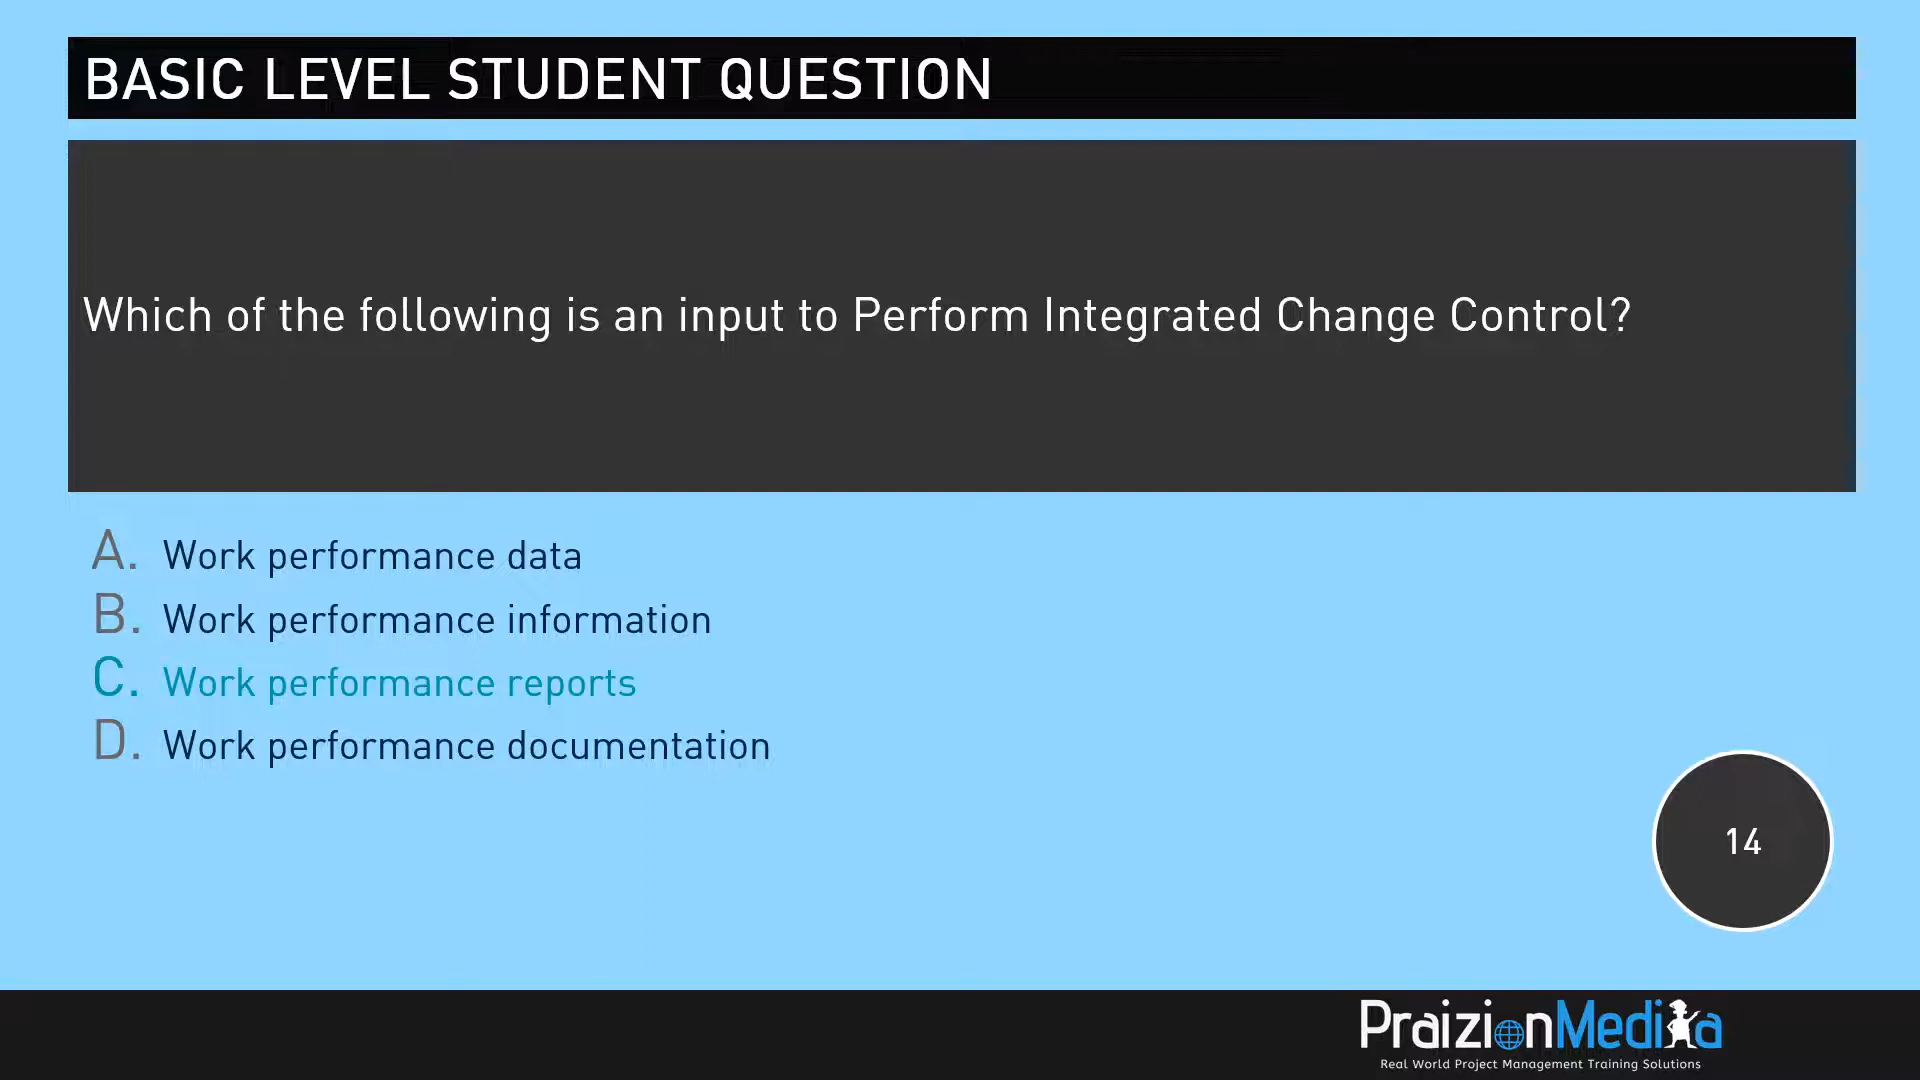 BASIC LEVEL STUDENT QUESTION
Which of the following is an input to Perform Integrated Change Control?
A. Work performance data
B. Work performance information
C. Work performance reports
D. Work performance documentation
14
PraizionMedia
Real World Project Management Training Solutions